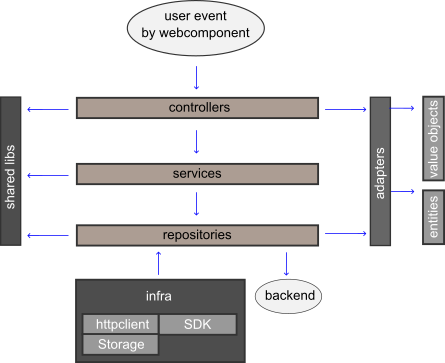 user event
by webcomponent
controllers
shared libs
services
adapters
value objects
entities
repositories
infra
httpclient
SDK
Storage
backend